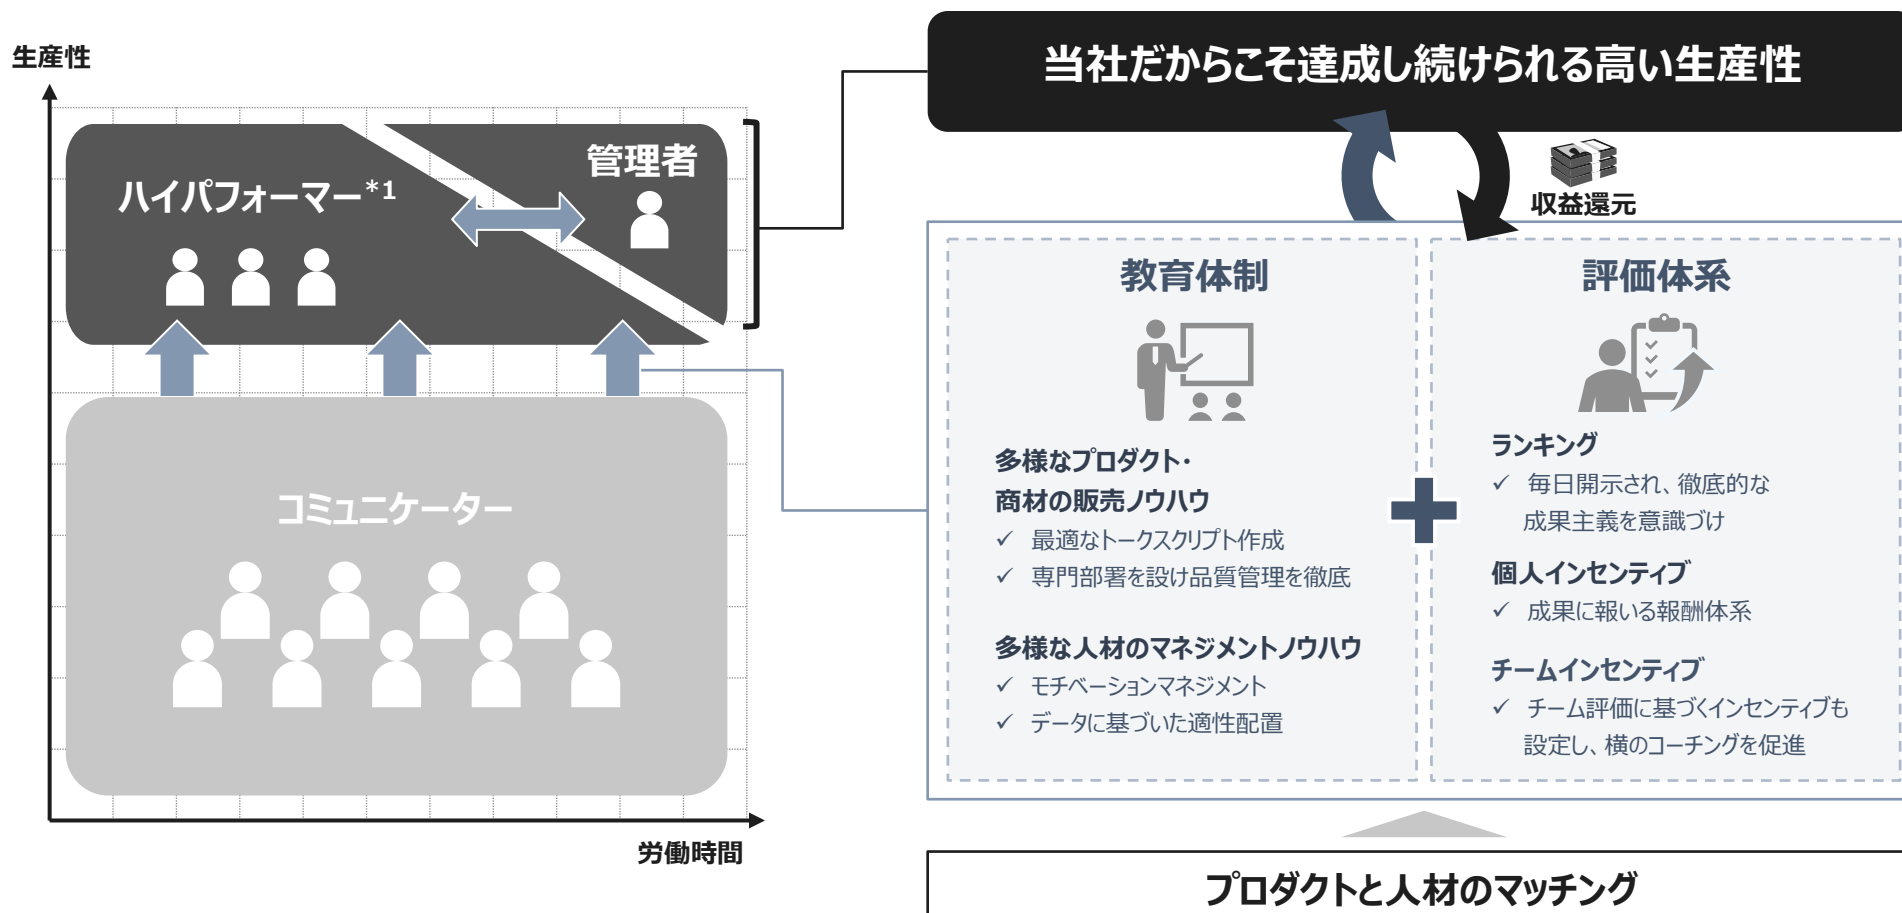 生産性
ハイパフォーマー*1
管理者
コミュニケーター
労働時間
当社だからこそ達成し続けられる高い生産性
収益還元
教育体制
多様なプロダクト・
商材の販売ノウハウ
✓ 最適なトークスクリプト作成
✓ 専門部署を設け品質管理を徹底
多様な人材のマネジメントノウハウ
✓ モチベーションマネジメント
✓ データに基づいた適性配置
評価体系
ランキング
✓ 毎日開示され、徹底的な
成果主義を意識づけ
個人インセンティブ
✓ 成果に報いる報酬体系
チームインセンティブ
✓ チーム評価に基づくインセンティブも
設定し、横のコーチングを促進
プロダクトと人材のマッチング